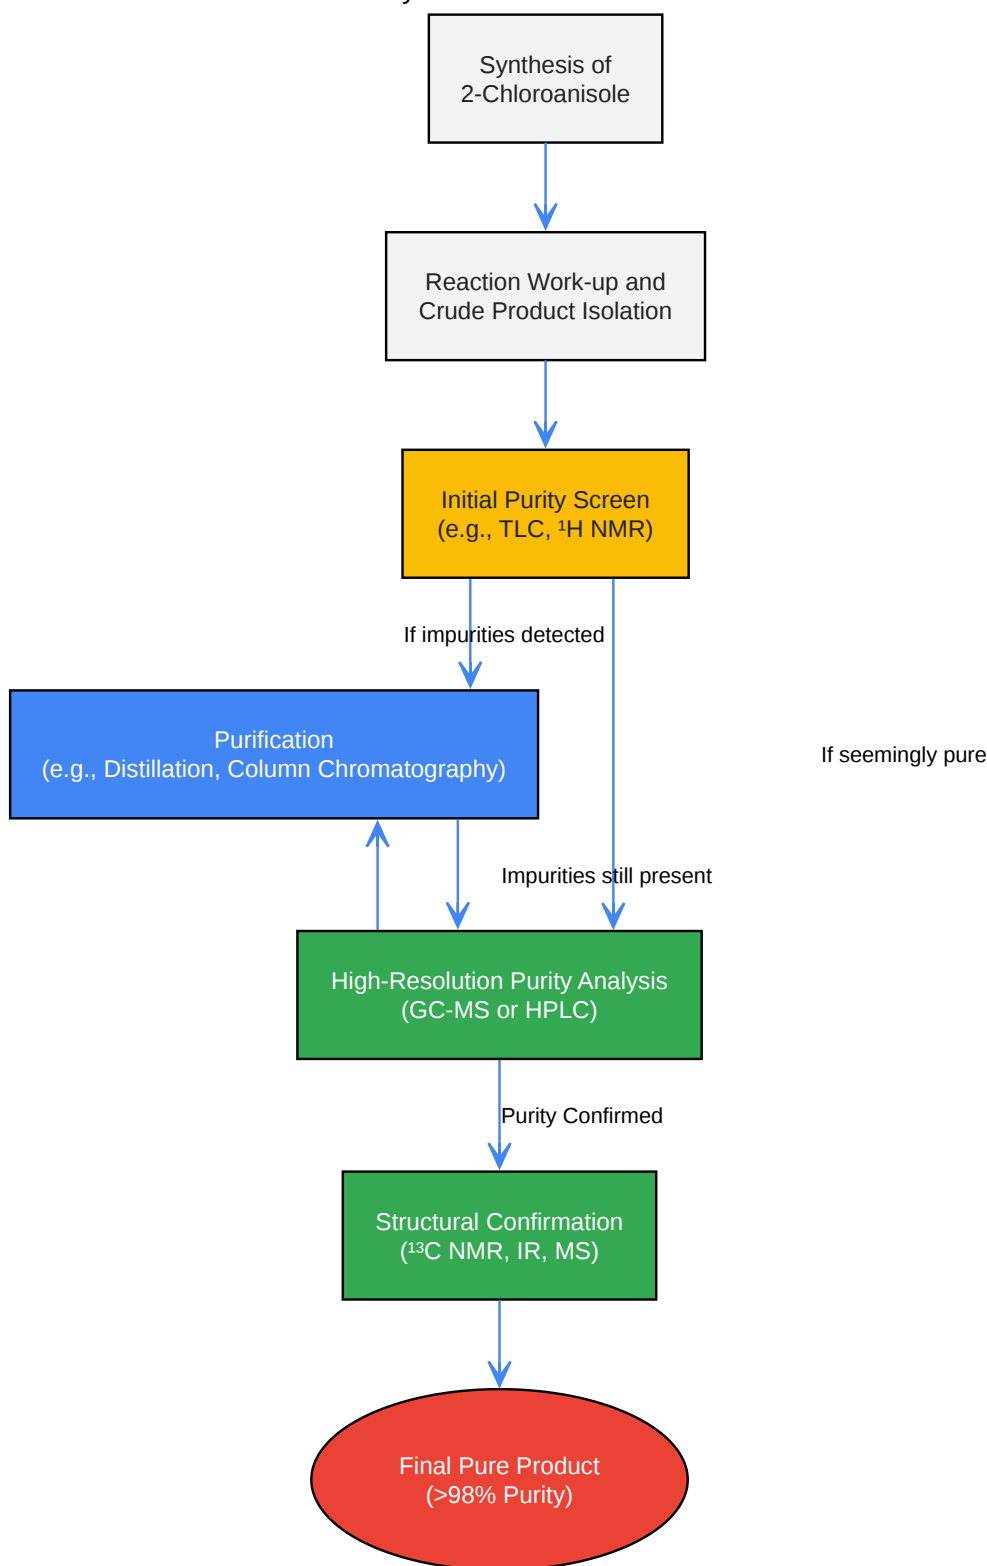 Synthesis of
2-Chloroanisole
Reaction Work-up and
Crude Product Isolation
Initial Purity Screen
(e.g., TLC, ¹H NMR)
If impurities detected
Purification
(e.g., Distillation, Column Chromatography)
If seemingly pure
Impurities still present
High-Resolution Purity Analysis
(GC-MS or HPLC)
Purity Confirmed
Structural Confirmation
(¹³C NMR, IR, MS)
Final Pure Product
(>98% Purity)